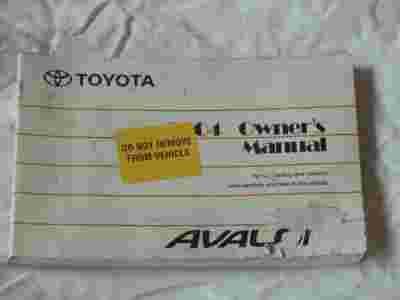 TOYOTA
DO NOT REMOVE
FROM VEHICLE
04 Owner's
Manual
AVALON